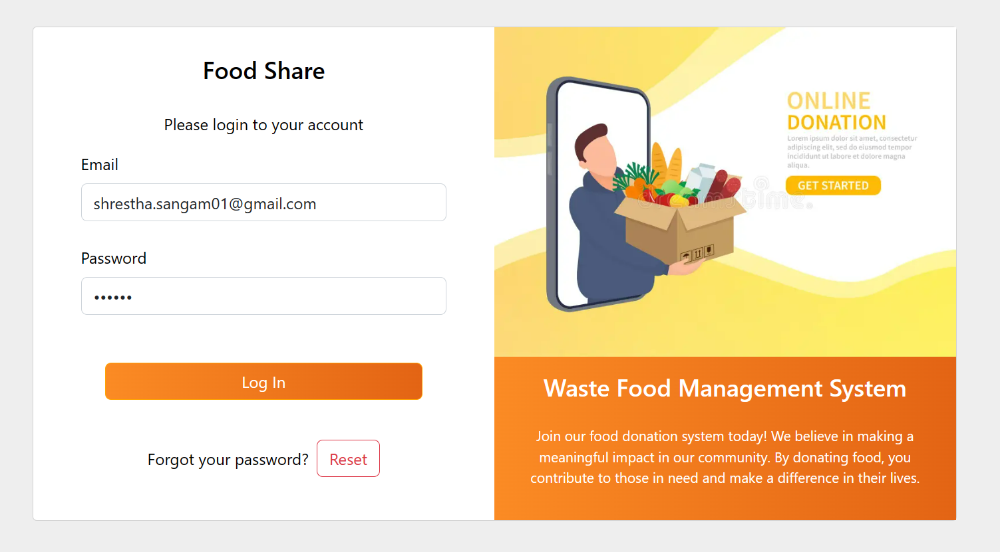 Food Share
Please login to your account
Email
shrestha.sangam01@gmail.com
Password
••••••
Log In
Forgot your password? Reset
ONLINE
DONATION
Lorem ipsum dolor sit amet, consectetur
adipiscing elit, sed do eiusmod tempor
incididunt ut labore et dolore magna
aliqua.
GET STARTED
Waste Food Management System
Join our food donation system today! We believe in making a
meaningful impact in our community. By donating food, you
contribute to those in need and make a difference in their lives.